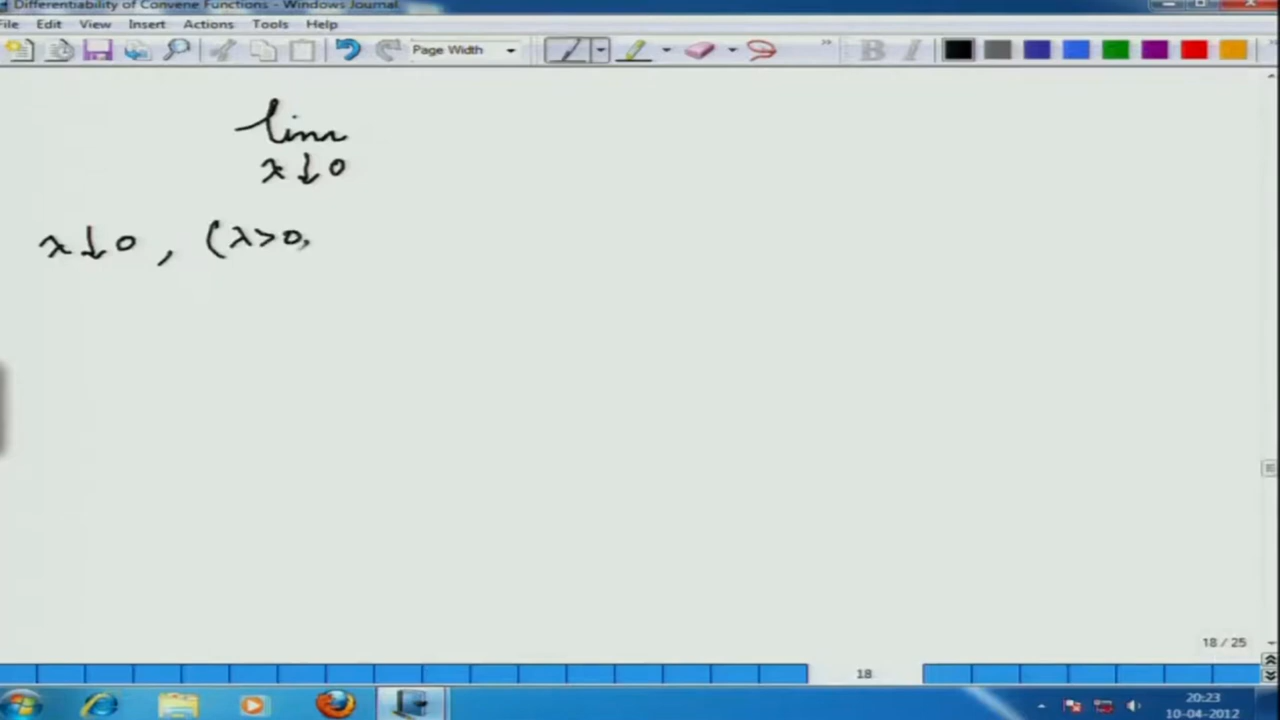 Differentiability of Convene Functions - Windows Journal
File Edit View Insert Actions Tools Help
Page Width
B I
lim
λ↓0
λ↓0 , (λ>0,
18 / 25
18
20:23
10-04-2012